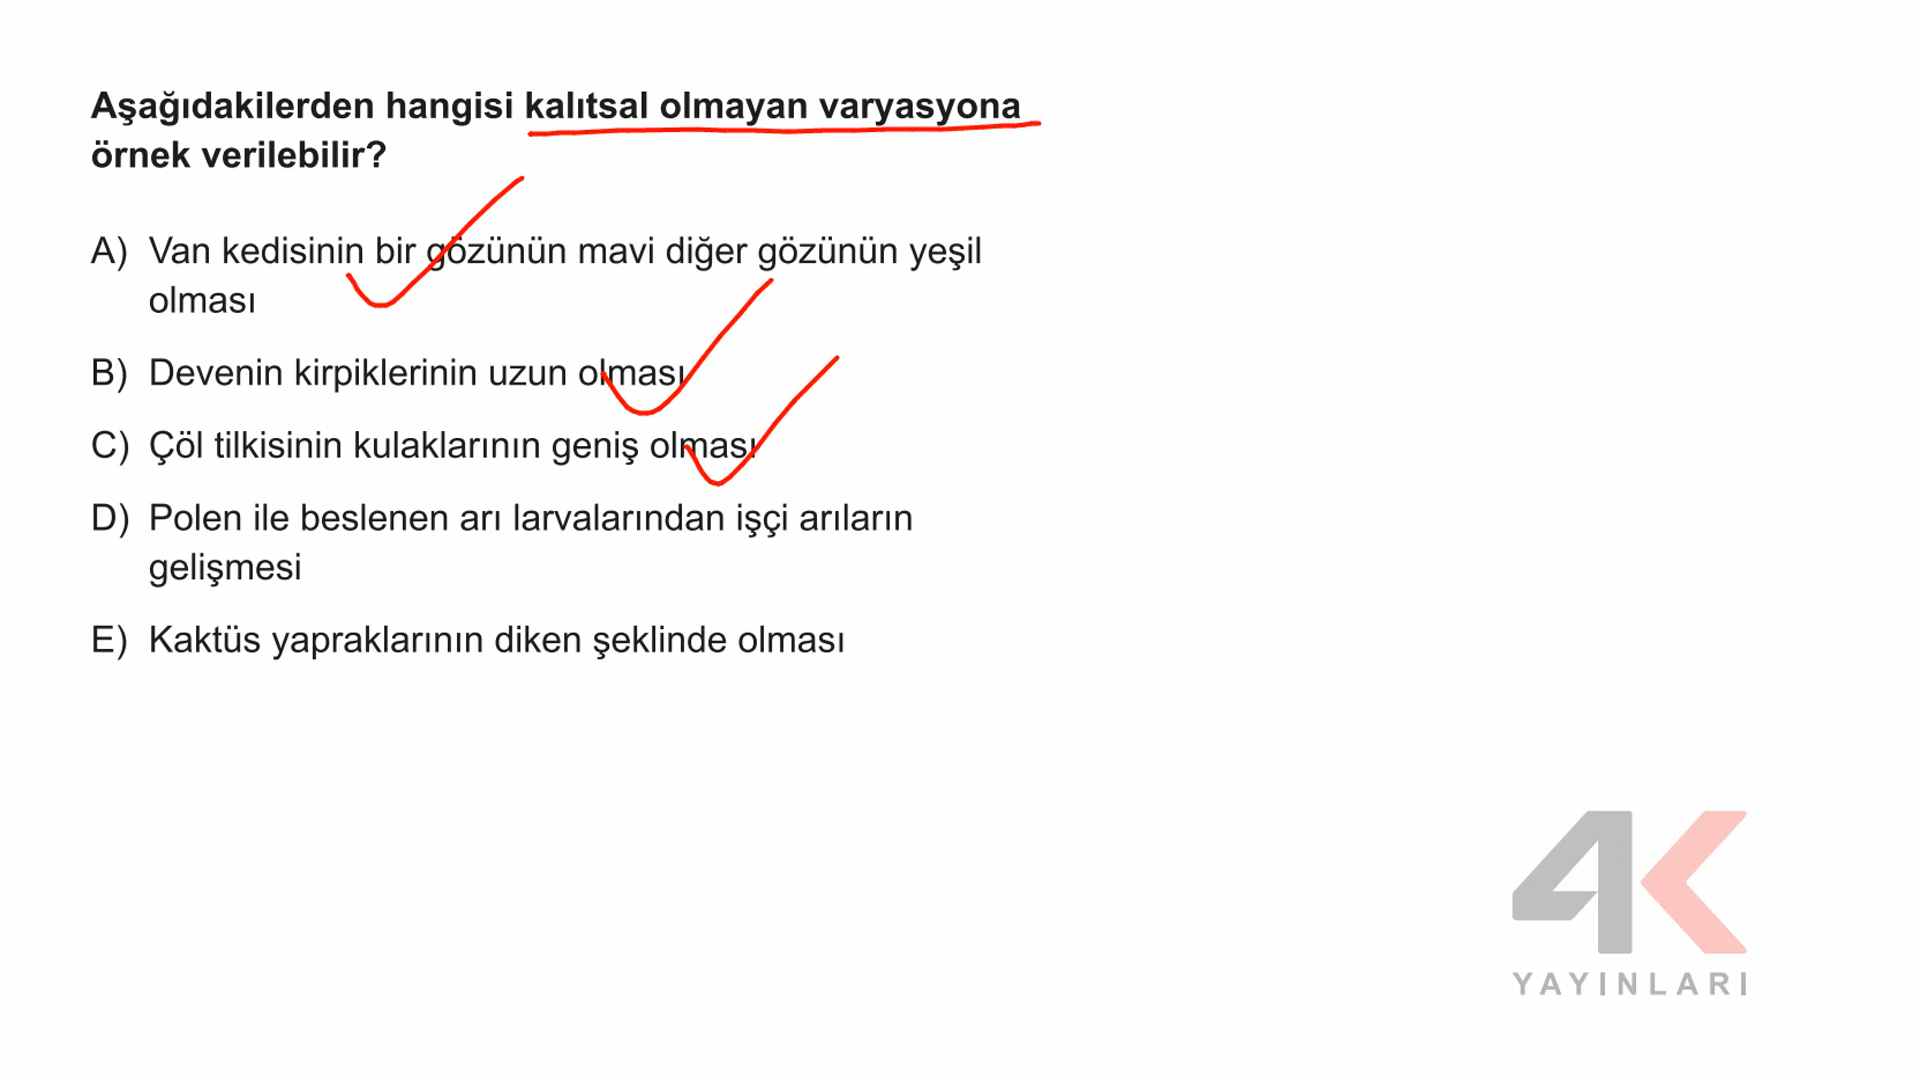 Aşağıdakilerden hangisi kalıtsal olmayan varyasyona
örnek verilebilir?
A) Van kedisinin bir gözünün mavi diğer gözünün yeşil
olması
B) Devenin kirpiklerinin uzun olması
C) Çöl tilkisinin kulaklarının geniş olması
D) Polen ile beslenen arı larvalarından işçi arıların
gelişmesi
E) Kaktüs yapraklarının diken şeklinde olması
4K
YAYINLARI